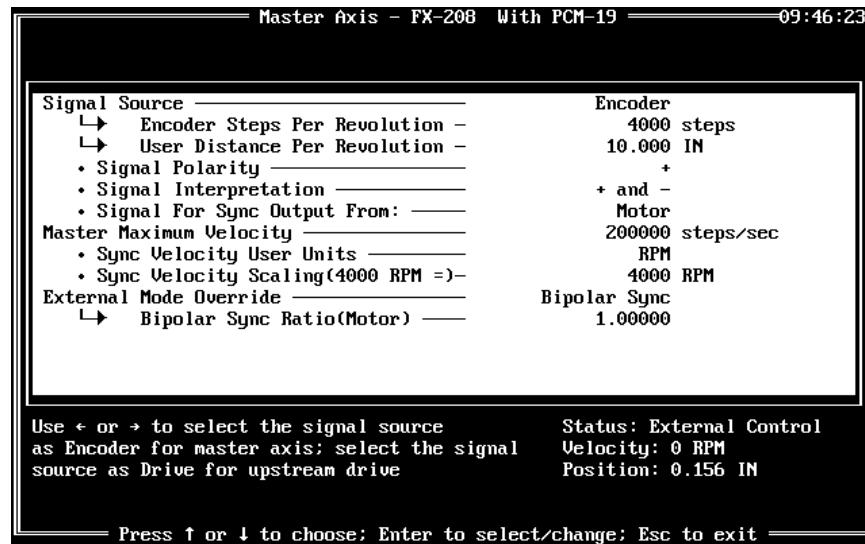 Master Axis - FX-208 With PCM-19 09:46:23
Signal Source Encoder
Encoder Steps Per Revolution 4000 steps
User Distance Per Revolution 10.000 IN
• Signal Polarity +
• Signal Interpretation + and -
• Signal For Sync Output From: Motor
Master Maximum Velocity 200000 steps/sec
• Sync Velocity User Units RPM
• Sync Velocity Scaling(4000 RPM =) 4000 RPM
External Mode Override Bipolar Sync
Bipolar Sync Ratio(Motor) 1.00000
Use ← or → to select the signal source
as Encoder for master axis; select the signal
source as Drive for upstream drive
Status: External Control
Velocity: 0 RPM
Position: 0.156 IN
Press ↑ or ↓ to choose; Enter to select/change; Esc to exit